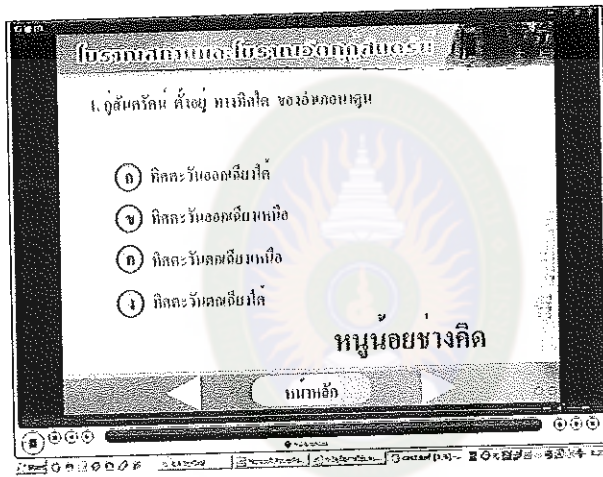 โบราณสถานและโบราณวัตถุกู่สันตรัตน์
1. กู่สันตรัตน์ ตั้งอยู่ ทางทิศใด ของอำเภอนาดูน
ก ทิศตะวันออกเฉียงใต้
ข ทิศตะวันออกเฉียงเหนือ
ค ทิศตะวันตกเฉียงเหนือ
ง ทิศตะวันตกเฉียงใต้
หนูน้อยช่างคิด
หน้าหลัก